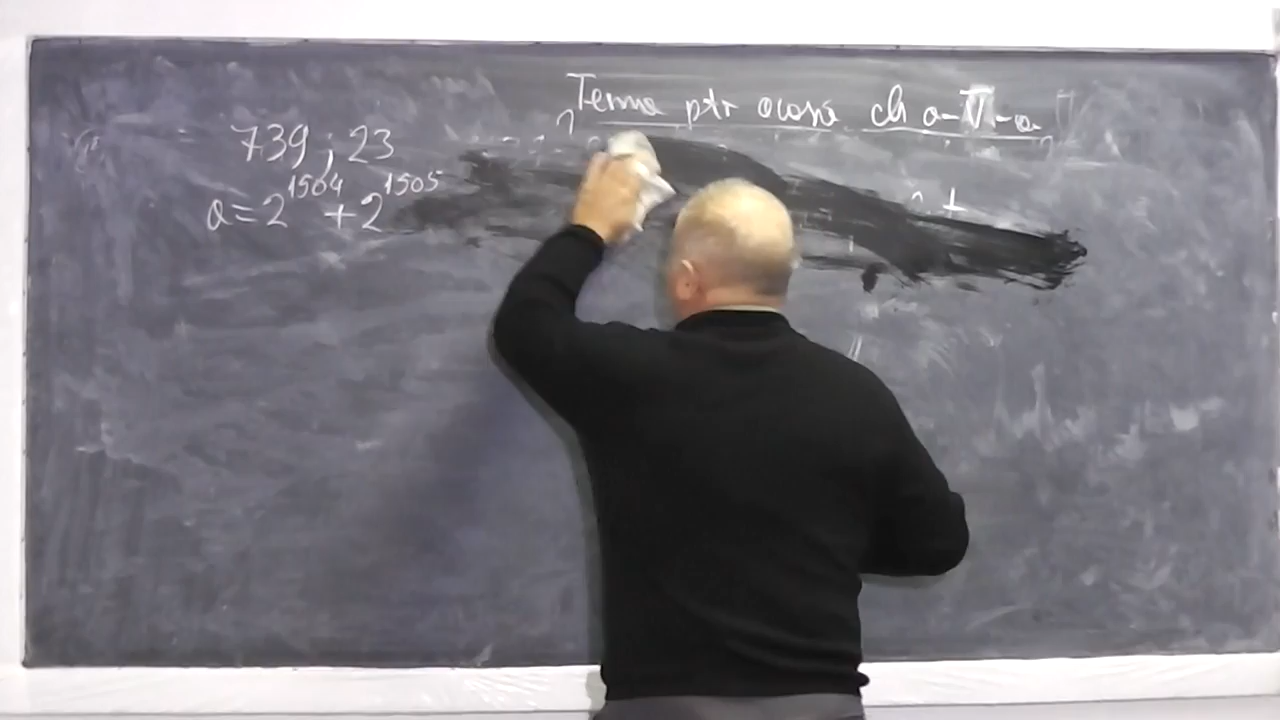 Tema ptr acasă cls a-V-a
739 ; 23
a=2^1504+2^1505
+